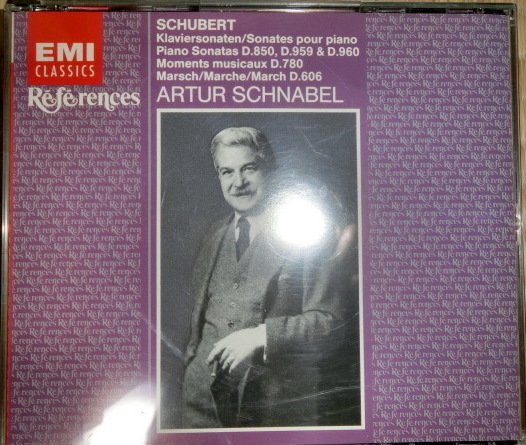 EMI
CLASSICS
Références
SCHUBERT
Klaviersonaten/Sonates pour piano
Piano Sonatas D.850, D.959 & D.960
Moments musicaux D.780
Marsch/Marche/March D.606
ARTUR SCHNABEL